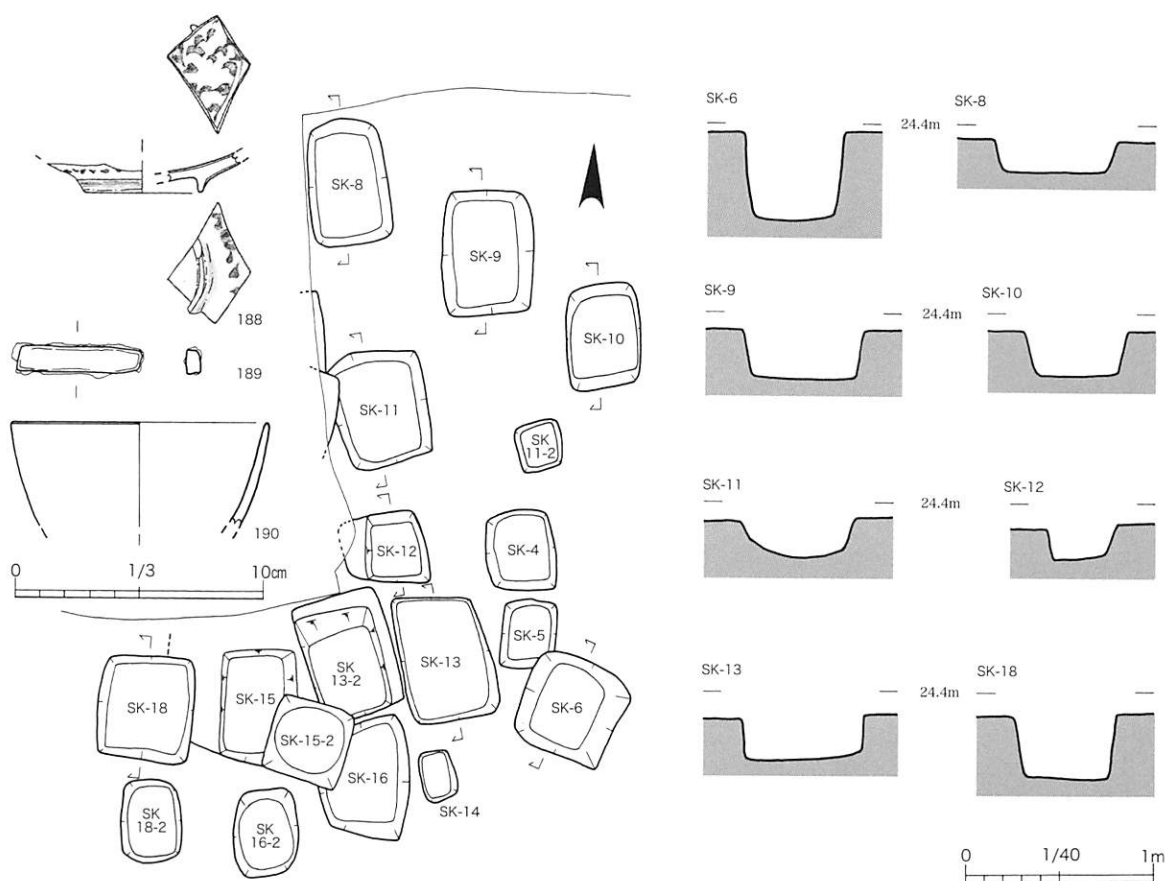 188
189
190
0 1/3 10cm
SK-8
SK-9
SK-10
SK-11
SK
11-2
SK-12
SK-4
SK-5
SK-6
SK-13
SK
13-2
SK-15
SK-15-2
SK-16
SK-14
SK-18
SK
18-2
SK
16-2
SK-6
24.4m
SK-8
SK-9
24.4m
SK-10
SK-11
24.4m
SK-12
SK-13
24.4m
SK-18
0 1/40 1m